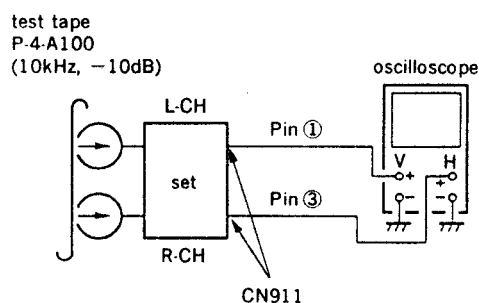 test tape
P-4-A100
(10kHz, −10dB)
oscilloscope
L-CH
Pin ①
V H
+ +
set
− −
Pin ③
R-CH
CN911